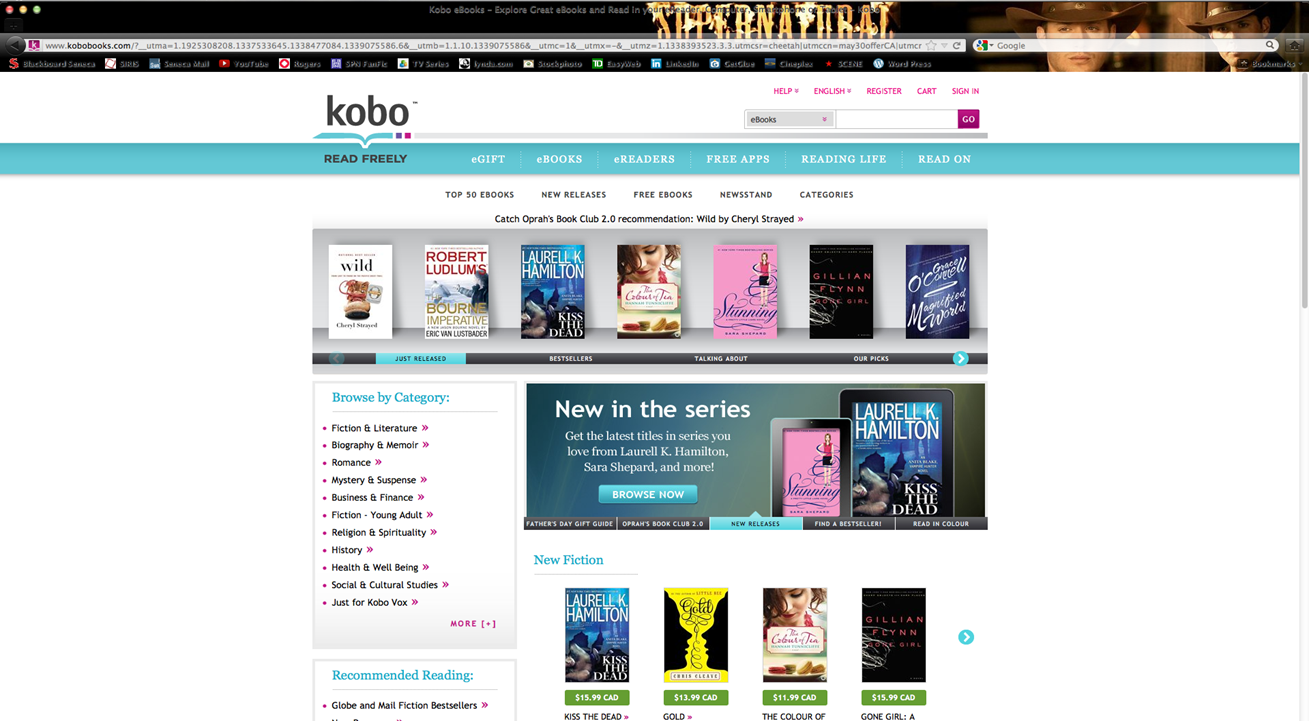 Kobo eBooks – Explore Great eBooks and Read in your eReader, Computer, Smartphone or Tablet – Kobo
SUPERNATURAL
www.kobobooks.com/?__utma=1.1925308208.1337533645.1338477084.1339075586.6&__utmb=1.1.10.1339075586&__utmc=1&__utmx=-&__utmz=1.1338393523.3.3.utmcsr=cheetah|utmccn=may30offerCA|utmcr
Google
Blackboard Seneca SIRIS Seneca Mail YouTube Rogers SPN FanFic TV Series lynda.com Stockphoto EasyWeb LinkedIn GetGlue Cineplex SCENE Word Press Bookmarks
HELP ENGLISH REGISTER CART SIGN IN
kobo™
eBooks GO
READ FREELY
eGIFT eBOOKS eREADERS FREE APPS READING LIFE READ ON
TOP 50 EBOOKS NEW RELEASES FREE EBOOKS NEWSSTAND CATEGORIES
Catch Oprah's Book Club 2.0 recommendation: Wild by Cheryl Strayed »
wild
Cheryl Strayed
ROBERT
LUDLUM'S
THE
BOURNE
IMPERATIVE
ERIC VAN LUSTBADER
LAURELL K.
HAMILTON
KISS
THE
DEAD
The
Colour of Tea
HANNAH TUNNICLIFFE
Stunning
SARA SHEPARD
GILLIAN
FLYNN
GONE GIRL
Grace
O'Connell
Magnified
World
JUST RELEASED BESTSELLERS TALKING ABOUT OUR PICKS
Browse by Category:
Fiction & Literature »
Biography & Memoir »
Romance »
Mystery & Suspense »
Business & Finance »
Fiction - Young Adult »
Religion & Spirituality »
History »
Health & Well Being »
Social & Cultural Studies »
Just for Kobo Vox »
MORE [+]
Recommended Reading:
Globe and Mail Fiction Bestsellers »
New in the series
Get the latest titles in series you
love from Laurell K. Hamilton,
Sara Shepard, and more!
BROWSE NOW
Stunning
SARA SHEPARD
LAURELL K.
HAMILTON
AN
ANITA BLAKE
VAMPIRE HUNTER
NOVEL
KISS
THE
DEAD
FATHER'S DAY GIFT GUIDE OPRAH'S BOOK CLUB 2.0 NEW RELEASES FIND A BESTSELLER! READ IN COLOUR
New Fiction
LAURELL K.
HAMILTON
KISS
THE
DEAD
LITTLE BEE
Gold
CHRIS CLEAVE
The
Colour of Tea
HANNAH TUNNICLIFFE
GILLIAN
FLYNN
GONE GIRL
$15.99 CAD $13.99 CAD $11.99 CAD $15.99 CAD
KISS THE DEAD » GOLD » THE COLOUR OF GONE GIRL: A